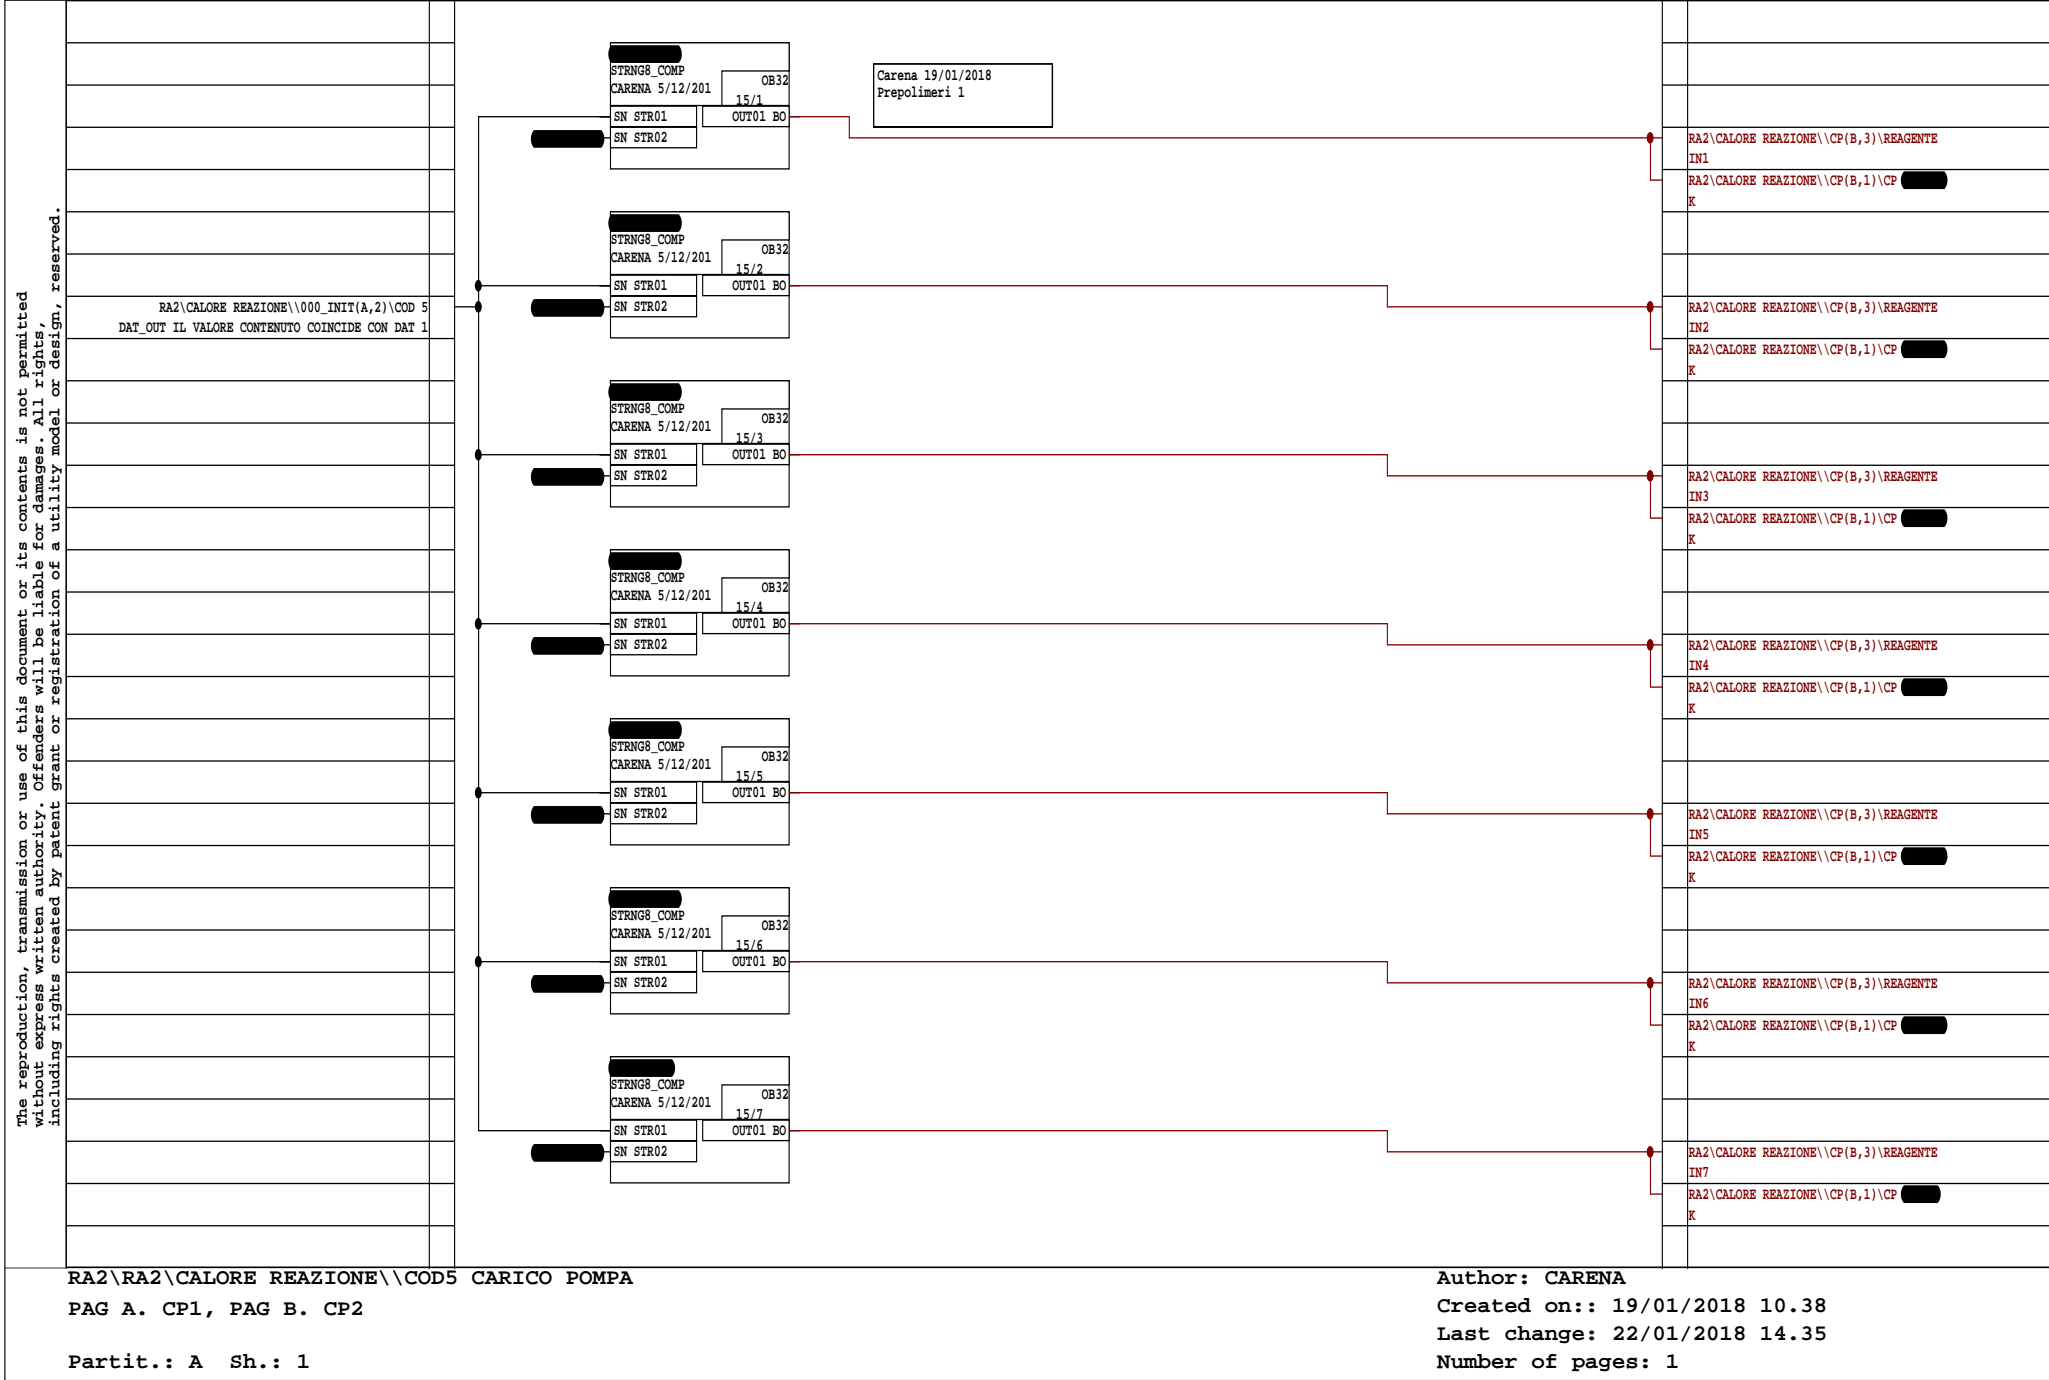 The reproduction, transmission or use of this document or its contents is not permitted
without express written authority. Offenders will be liable for damages. All rights,
including rights created by patent grant or registration of a utility model or design, reserved.
RA2\CALORE REAZIONE\\000_INIT(A,2)\COD 5
DAT_OUT IL VALORE CONTENUTO COINCIDE CON DAT 1
Carena 19/01/2018
Prepolimeri 1
STRNG8_COMP
CARENA 5/12/201
OB32
15/1
SN STR01
OUT01 BO
SN STR02
RA2\CALORE REAZIONE\\CP(B,3)\REAGENTE
IN1
RA2\CALORE REAZIONE\\CP(B,1)\CP
K
STRNG8_COMP
CARENA 5/12/201
OB32
15/2
SN STR01
OUT01 BO
SN STR02
RA2\CALORE REAZIONE\\CP(B,3)\REAGENTE
IN2
RA2\CALORE REAZIONE\\CP(B,1)\CP
K
STRNG8_COMP
CARENA 5/12/201
OB32
15/3
SN STR01
OUT01 BO
SN STR02
RA2\CALORE REAZIONE\\CP(B,3)\REAGENTE
IN3
RA2\CALORE REAZIONE\\CP(B,1)\CP
K
STRNG8_COMP
CARENA 5/12/201
OB32
15/4
SN STR01
OUT01 BO
SN STR02
RA2\CALORE REAZIONE\\CP(B,3)\REAGENTE
IN4
RA2\CALORE REAZIONE\\CP(B,1)\CP
K
STRNG8_COMP
CARENA 5/12/201
OB32
15/5
SN STR01
OUT01 BO
SN STR02
RA2\CALORE REAZIONE\\CP(B,3)\REAGENTE
IN5
RA2\CALORE REAZIONE\\CP(B,1)\CP
K
STRNG8_COMP
CARENA 5/12/201
OB32
15/6
SN STR01
OUT01 BO
SN STR02
RA2\CALORE REAZIONE\\CP(B,3)\REAGENTE
IN6
RA2\CALORE REAZIONE\\CP(B,1)\CP
K
STRNG8_COMP
CARENA 5/12/201
OB32
15/7
SN STR01
OUT01 BO
SN STR02
RA2\CALORE REAZIONE\\CP(B,3)\REAGENTE
IN7
RA2\CALORE REAZIONE\\CP(B,1)\CP
K
RA2\RA2\CALORE REAZIONE\\COD5 CARICO POMPA
PAG A. CP1, PAG B. CP2
Partit.: A Sh.: 1
Author: CARENA
Created on:: 19/01/2018 10.38
Last change: 22/01/2018 14.35
Number of pages: 1